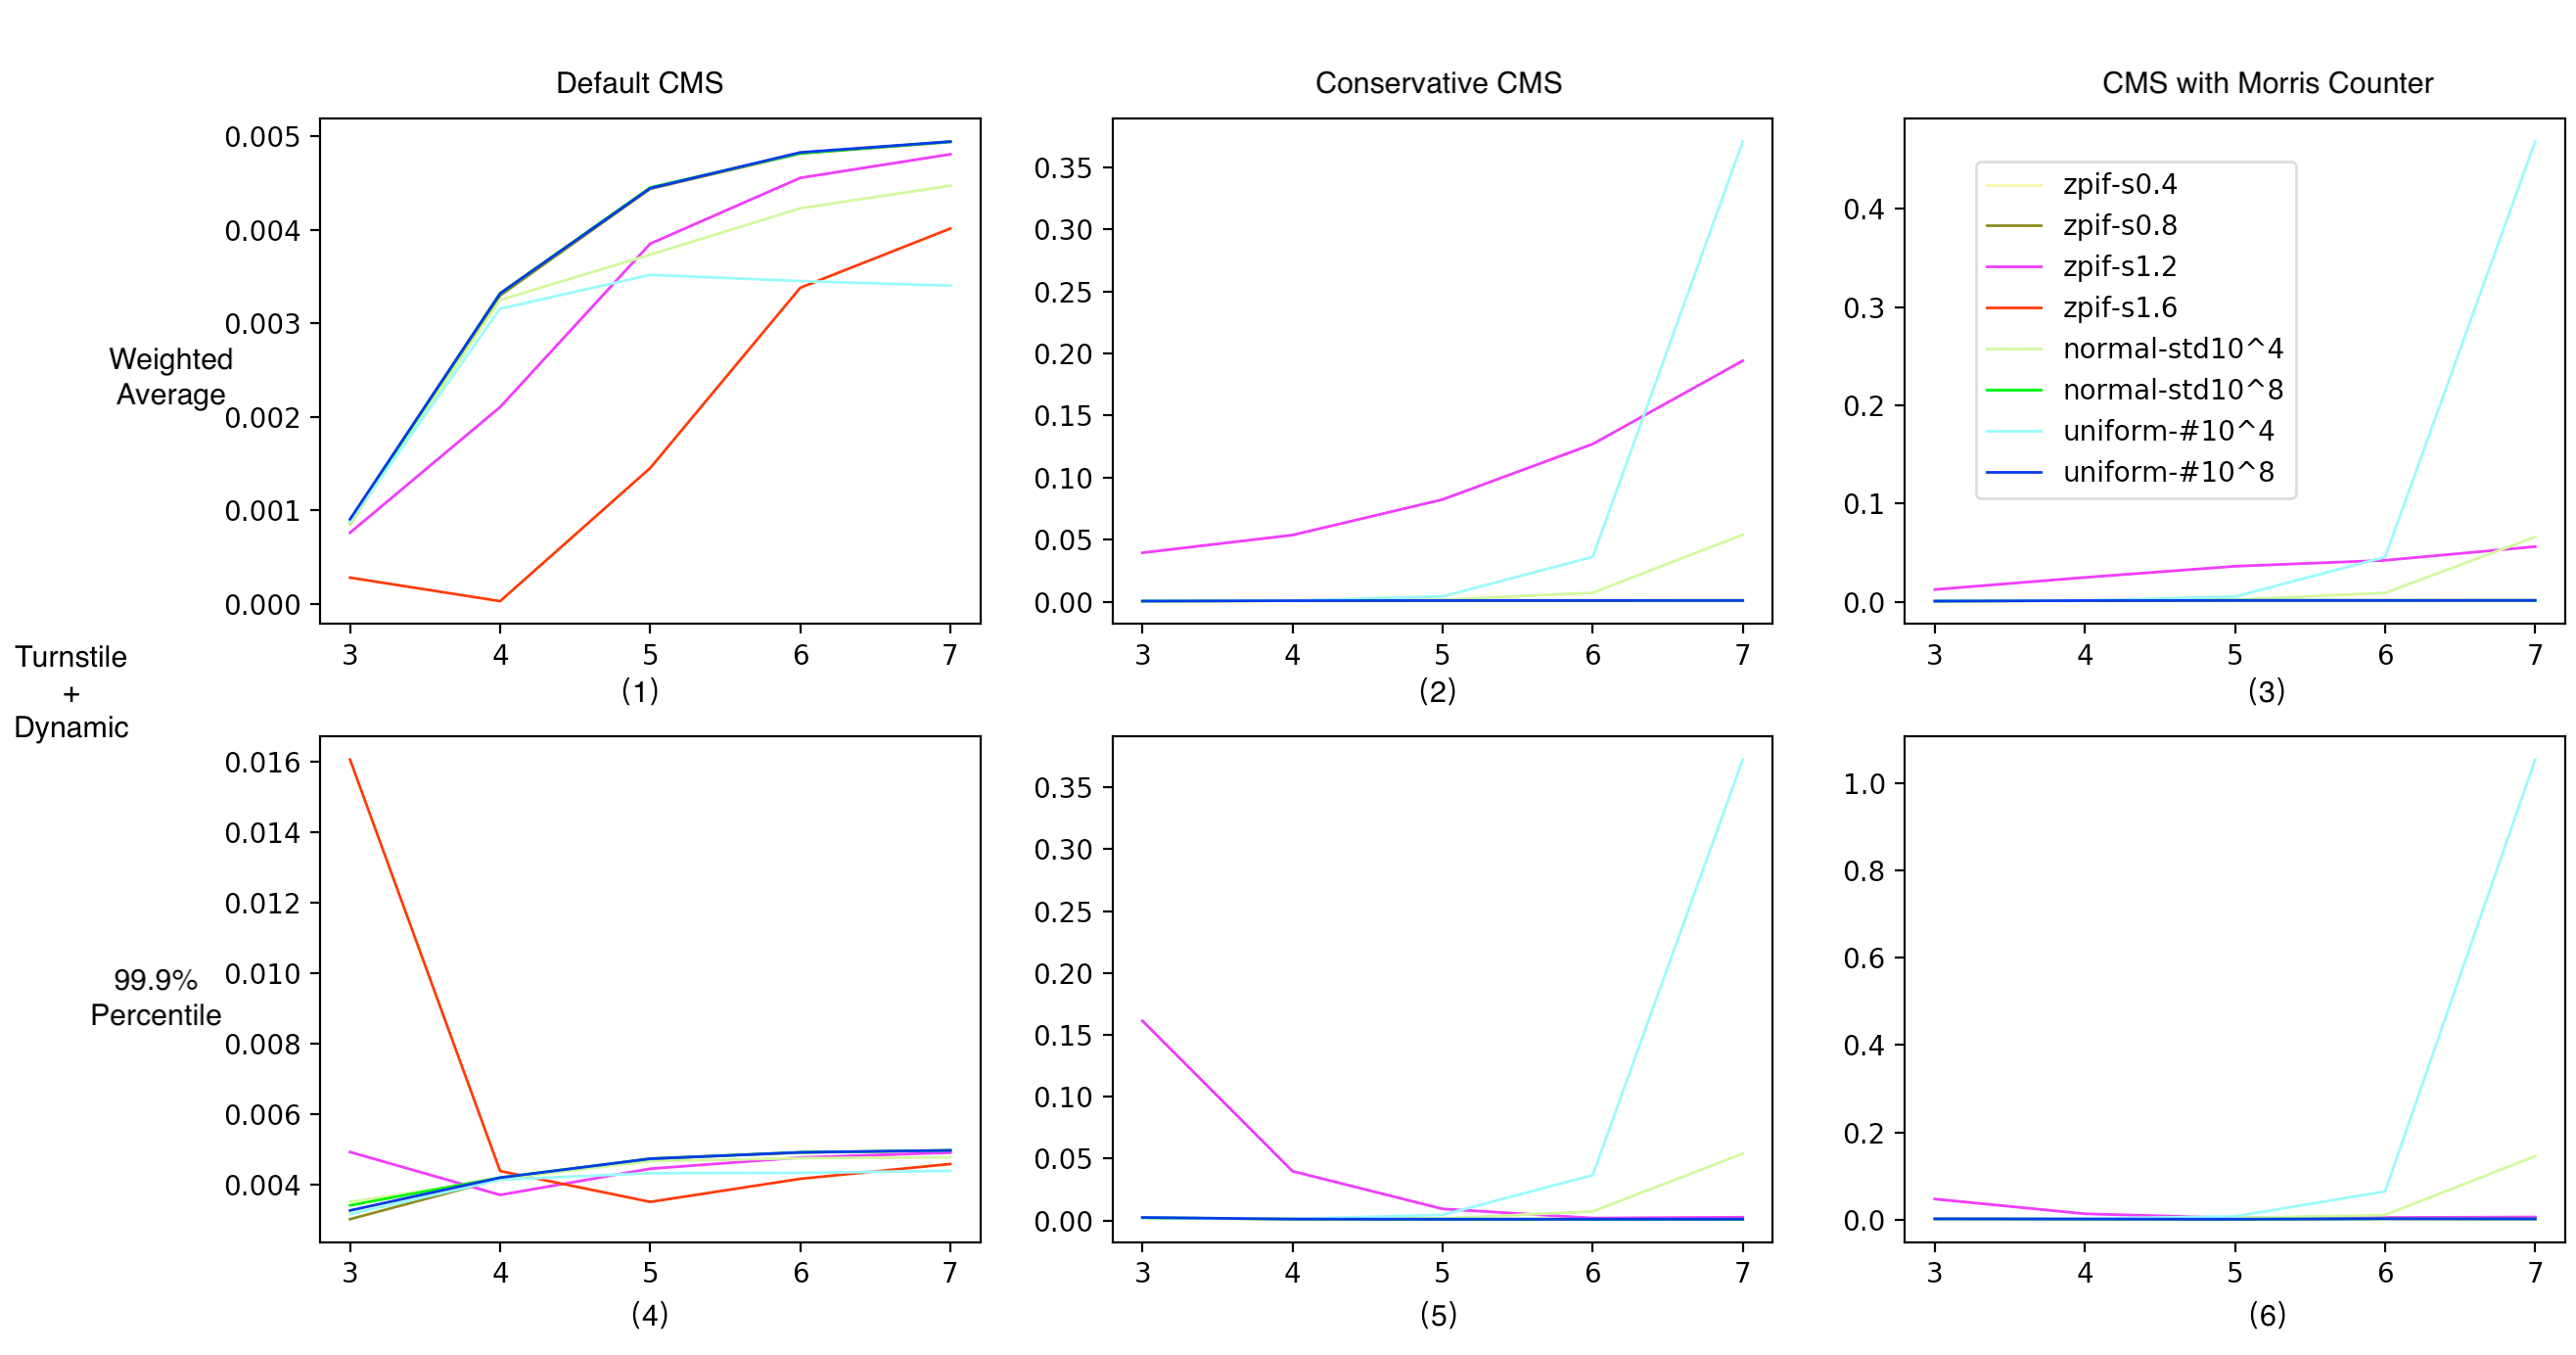 Default CMS
Conservative CMS
CMS with Morris Counter
0.005
0.004
0.003
0.002
0.001
0.000
3 4 5 6 7
(1)
0.35
0.30
0.25
0.20
0.15
0.10
0.05
0.00
3 4 5 6 7
(2)
0.4
0.3
0.2
0.1
0.0
zpif-s0.4
zpif-s0.8
zpif-s1.2
zpif-s1.6
normal-std10^4
normal-std10^8
uniform-#10^4
uniform-#10^8
3 4 5 6 7
(3)
Weighted
Average
Turnstile
+
Dynamic
99.9%
Percentile
0.016
0.014
0.012
0.010
0.008
0.006
0.004
3 4 5 6 7
(4)
0.35
0.30
0.25
0.20
0.15
0.10
0.05
0.00
3 4 5 6 7
(5)
1.0
0.8
0.6
0.4
0.2
0.0
3 4 5 6 7
(6)